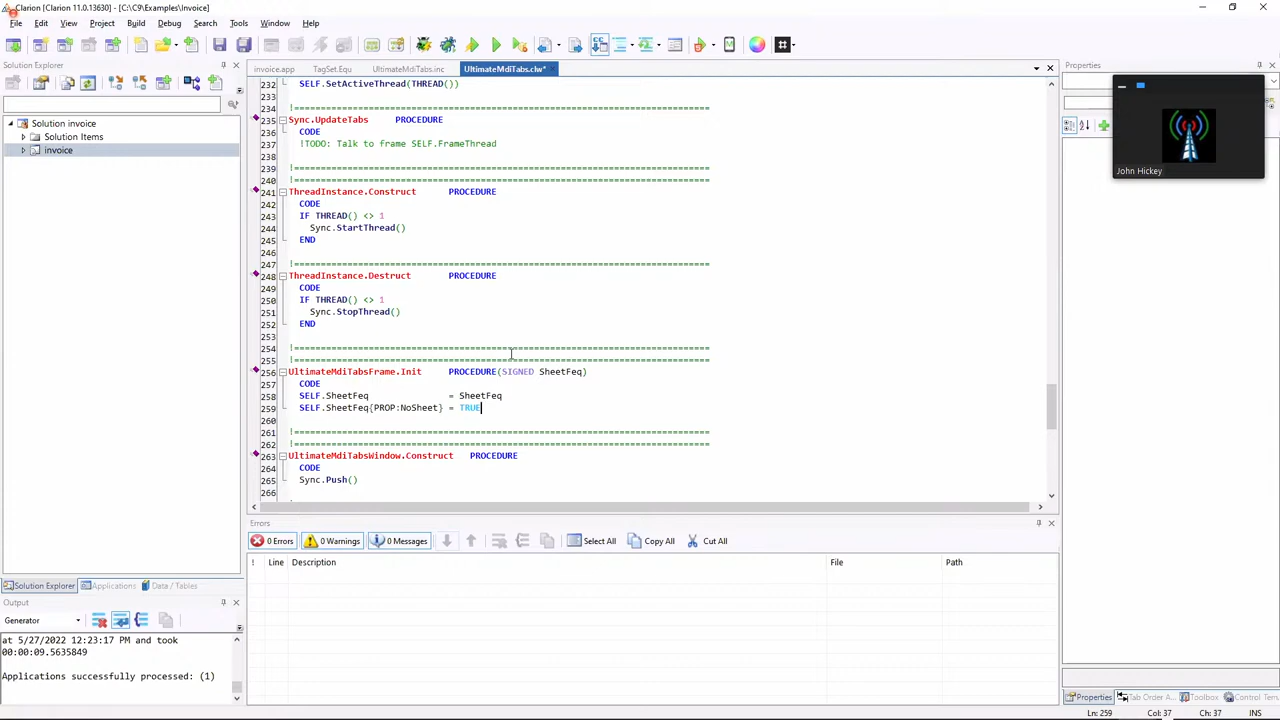 Clarion [Clarion 11.0.13630] - [C:\C9\Examples\Invoice]
File Edit View Project Build Debug Search Tools Window Help
Solution Explorer
invoice.app TagSet.Equ UltimateMdiTabs.inc UltimateMdiTabs.clw*
Properties
Solution invoice
Solution Items
invoice
John Hickey
232 SELF.SetActiveThread(THREAD())
234 !================================================================================
235 Sync.UpdateTabs PROCEDURE
236 CODE
237 !TODO: Talk to frame SELF.FrameThread
238
239 !================================================================================
240 !================================================================================
241 ThreadInstance.Construct PROCEDURE
242 CODE
243 IF THREAD() <> 1
244 Sync.StartThread()
245 END
246
247 !================================================================================
248 ThreadInstance.Destruct PROCEDURE
249 CODE
250 IF THREAD() <> 1
251 Sync.StopThread()
252 END
253
254 !================================================================================
255 !================================================================================
256 UltimateMdiTabsFrame.Init PROCEDURE(SIGNED SheetFeq)
257 CODE
258 SELF.SheetFeq = SheetFeq
259 SELF.SheetFeq{PROP:NoSheet} = TRUE
260
261 !================================================================================
262 !================================================================================
263 UltimateMdiTabsWindow.Construct PROCEDURE
264 CODE
265 Sync.Push()
266
Errors
0 Errors 0 Warnings 0 Messages Select All Copy All Cut All
! Line Description File Path
Solution Explorer Applications Data / Tables
Output
Generator
at 5/27/2022 12:23:17 PM and took
00:00:09.5635849
Applications successfully processed: (1)
Properties Tab Order A... Toolbox Control Tem...
Ln 259 Col 37 Ch 37 INS